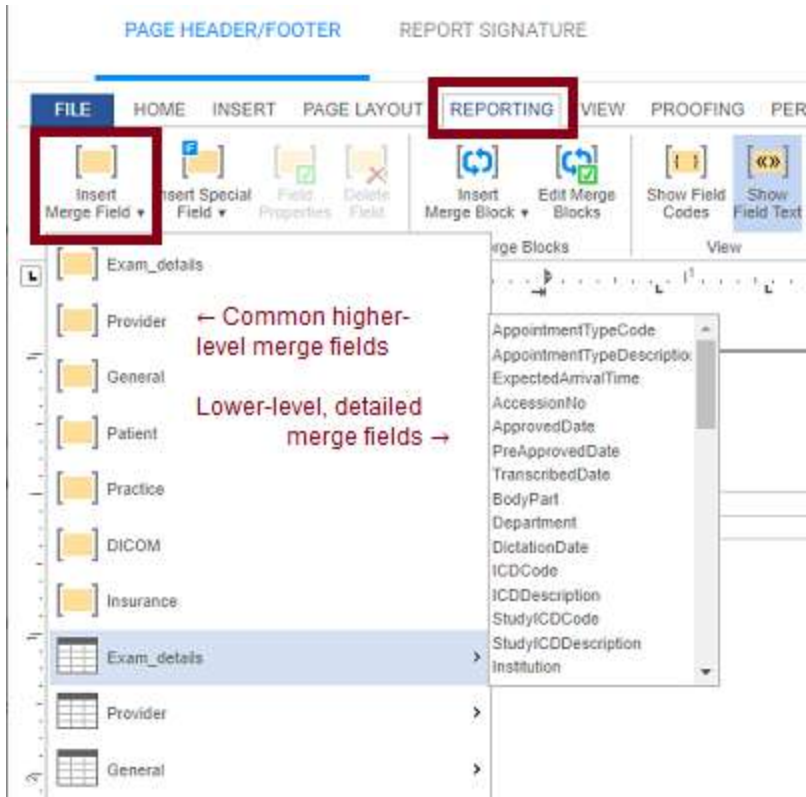 PAGE HEADER/FOOTER REPORT SIGNATURE
FILE HOME INSERT PAGE LAYOUT REPORTING VIEW PROOFING PER
Insert Merge Field
nsert Special Field
Field Properties
Delete Field
Insert Merge Block
Edit Merge Blocks
Show Field Codes
Show Field Text
rge Blocks View
Exam_details
Provider
← Common higher-
level merge fields
General
Lower-level, detailed
merge fields →
Patient
Practice
DICOM
Insurance
Exam_details
Provider
General
AppointmentTypeCode
AppointmentTypeDescriptio
ExpectedArrivalTime
AccessionNo
ApprovedDate
PreApprovedDate
TranscribedDate
BodyPart
Department
DictationDate
ICDCode
ICDDescription
StudyICDCode
StudyICDDescription
Institution